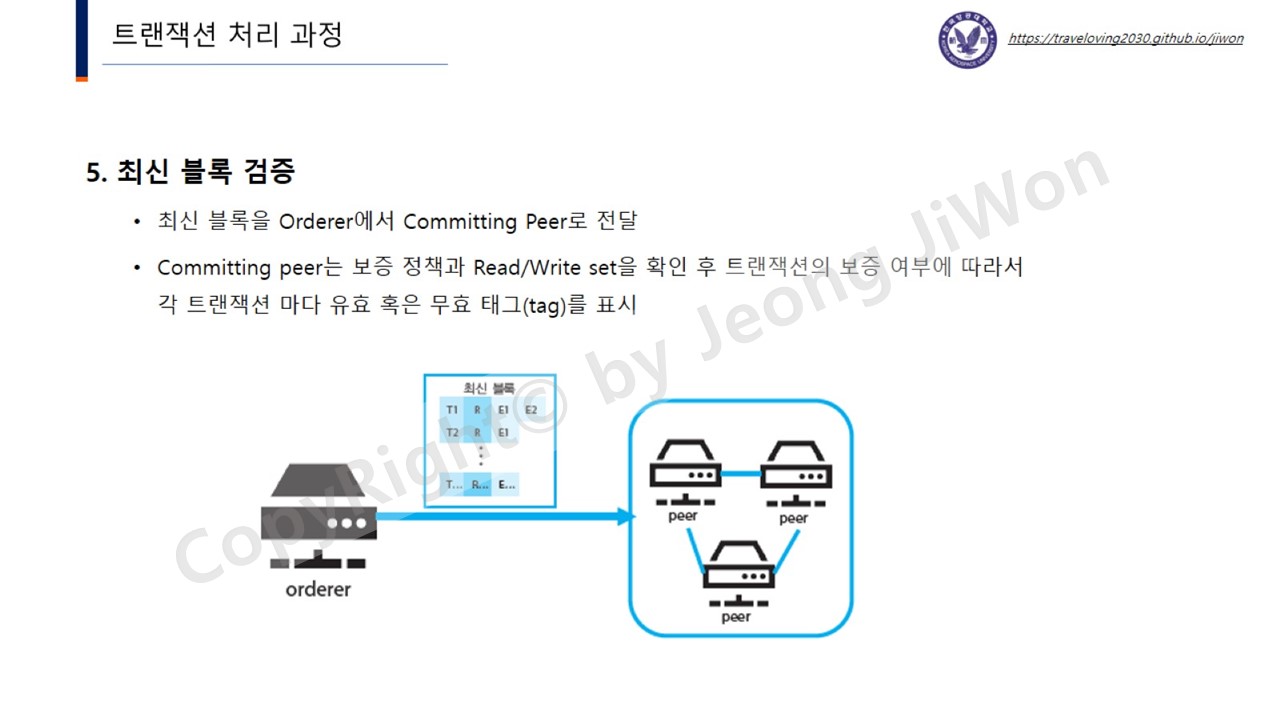 트랜잭션 처리 과정
https://traveloving2030.github.io/jiwon
5. 최신 블록 검증
• 최신 블록을 Orderer에서 Committing Peer로 전달
• Committing peer는 보증 정책과 Read/Write set을 확인 후 트랜잭션의 보증 여부에 따라서
각 트랜잭션 마다 유효 혹은 무효 태그(tag)를 표시
최신 블록
T1 R E1 E2
T2 R E1
T... R... E...
peer
peer
peer
orderer
CopyRight© by Jeong JiWon